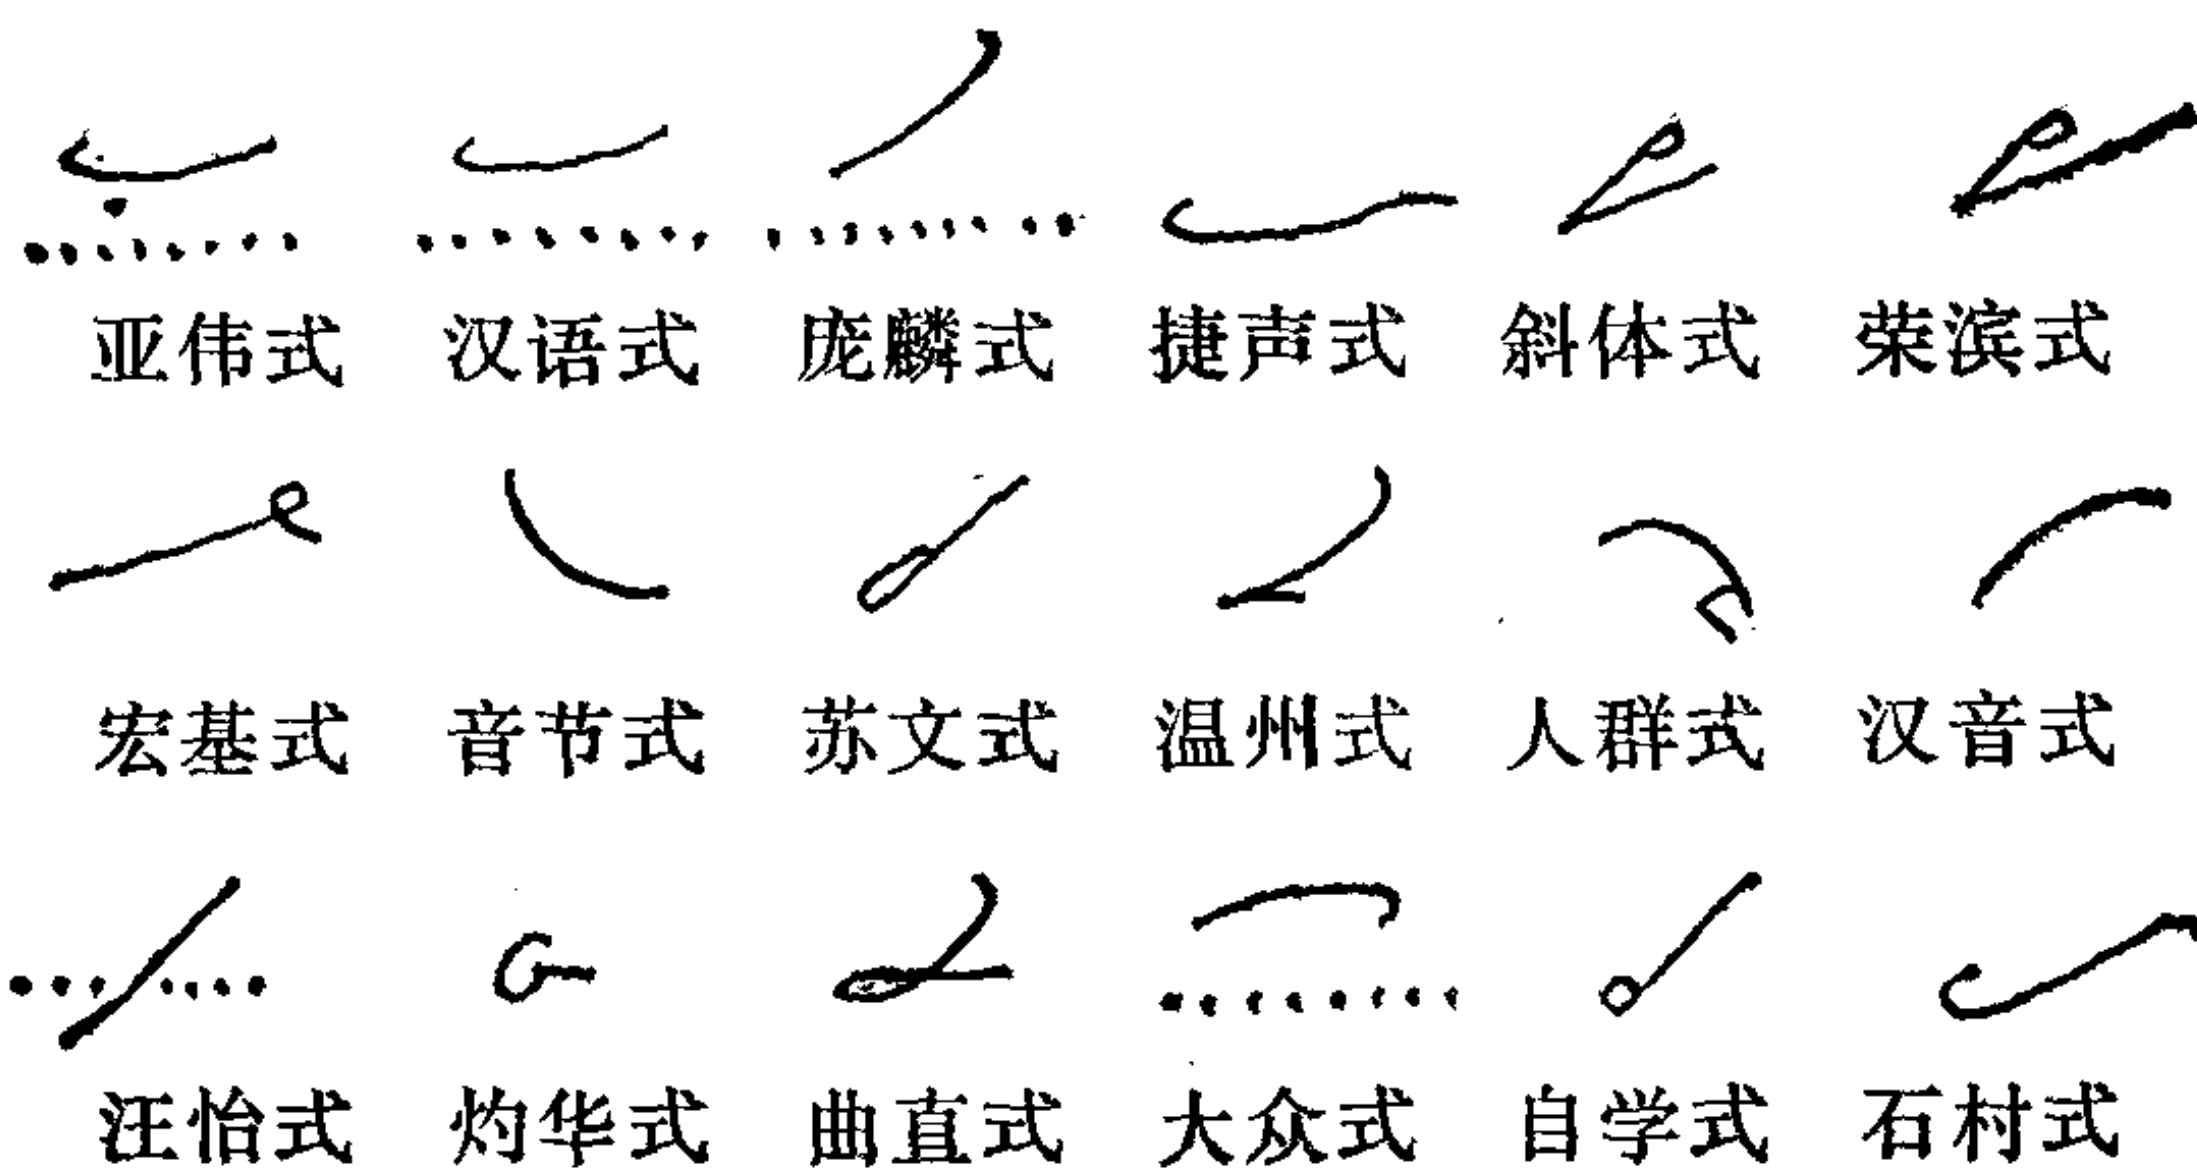 亚伟式 汉语式 庞麟式 捷声式 斜体式 荣滨式
宏基式 音节式 苏文式 温州式 人群式 汉音式
汪怡式 灼华式 曲直式 大众式 自学式 石村式